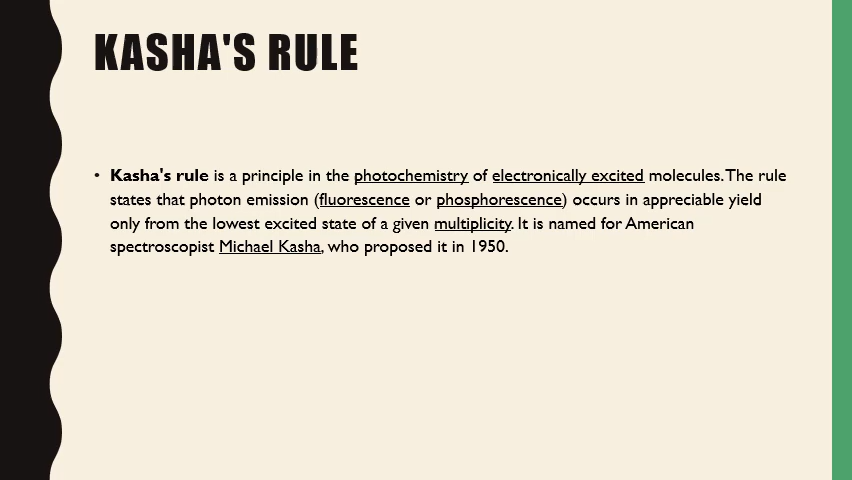 KASHA'S RULE
• Kasha's rule is a principle in the photochemistry of electronically excited molecules. The rule
states that photon emission (fluorescence or phosphorescence) occurs in appreciable yield
only from the lowest excited state of a given multiplicity. It is named for American
spectroscopist Michael Kasha, who proposed it in 1950.